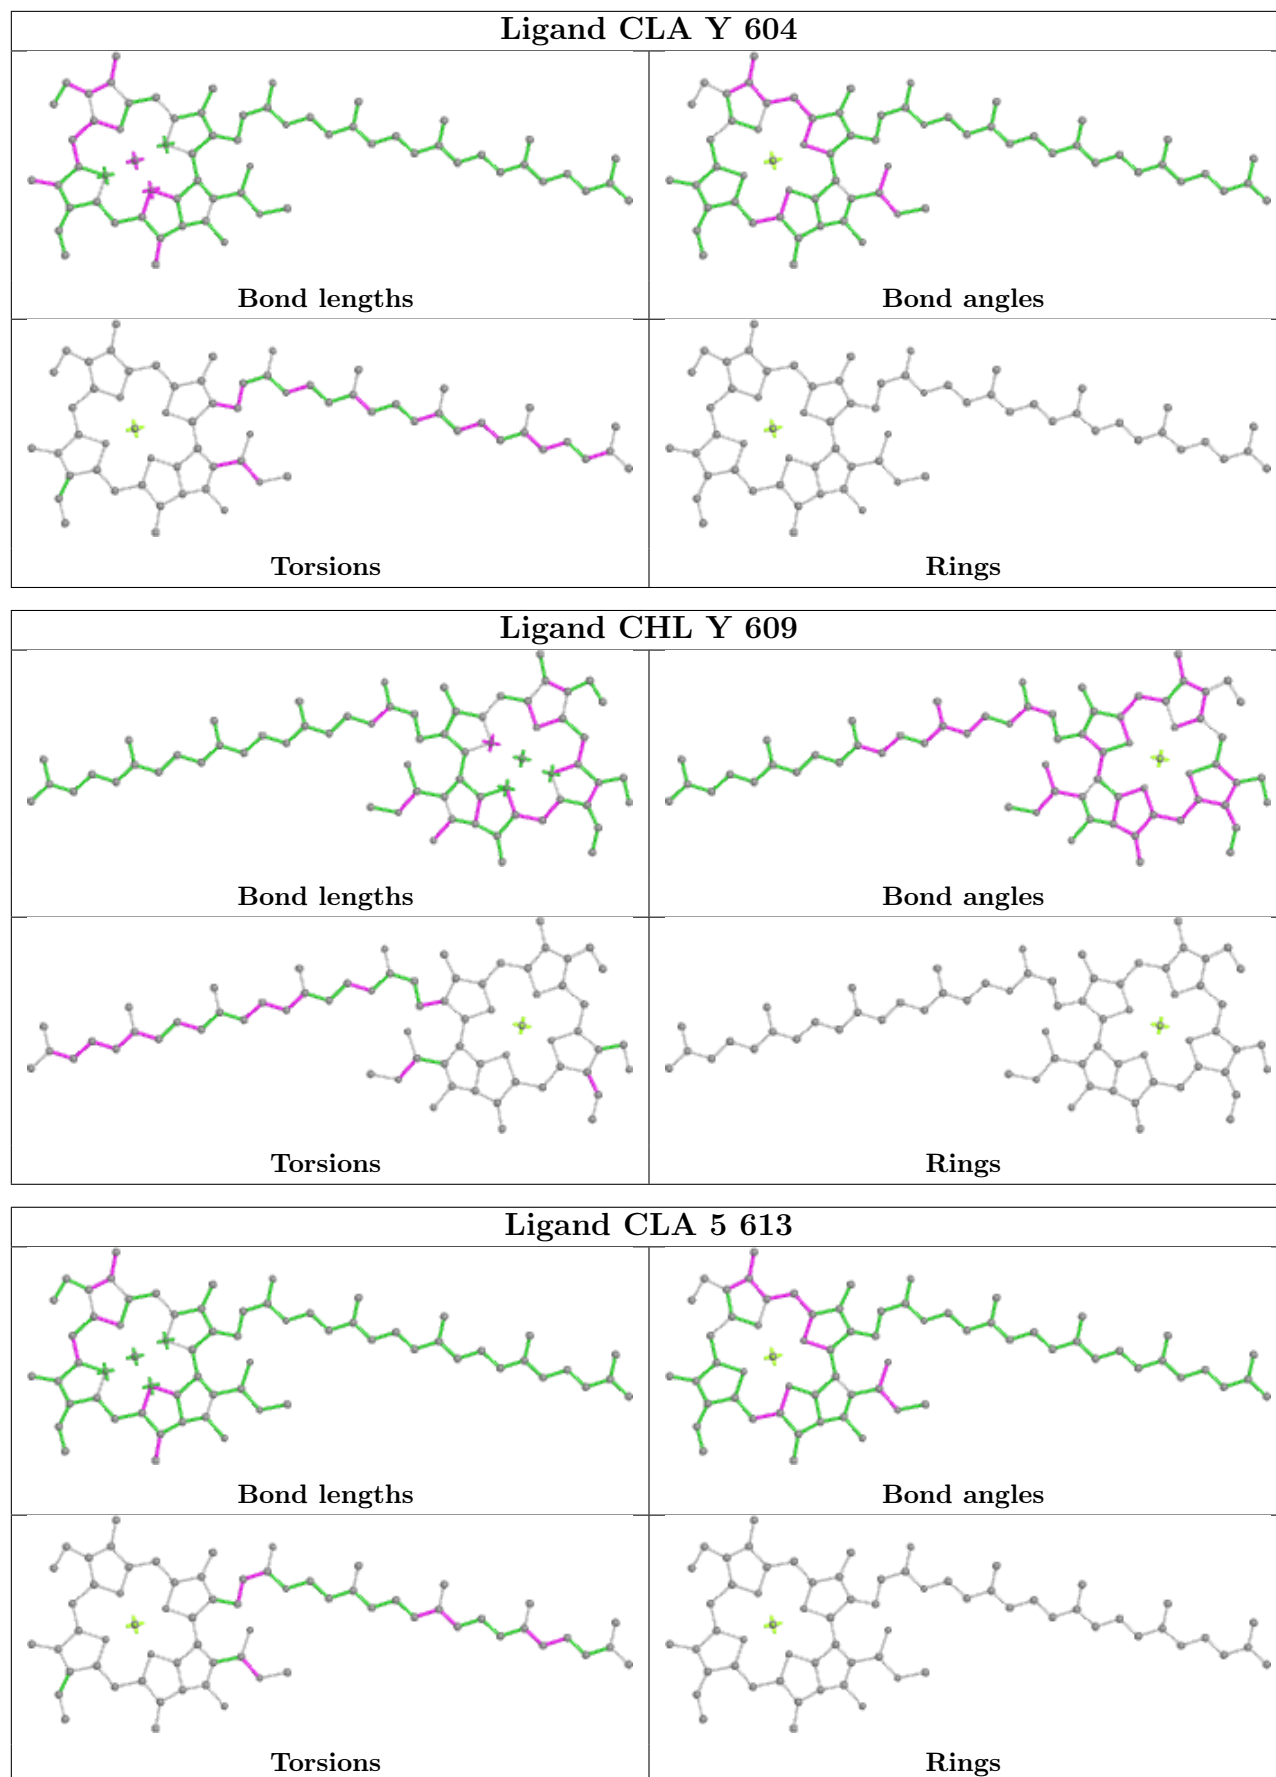 Ligand CLA Y 604
Bond lengths
Bond angles
Torsions
Rings
Ligand CHL Y 609
Bond lengths
Bond angles
Torsions
Rings
Ligand CLA 5 613
Bond lengths
Bond angles
Torsions
Rings